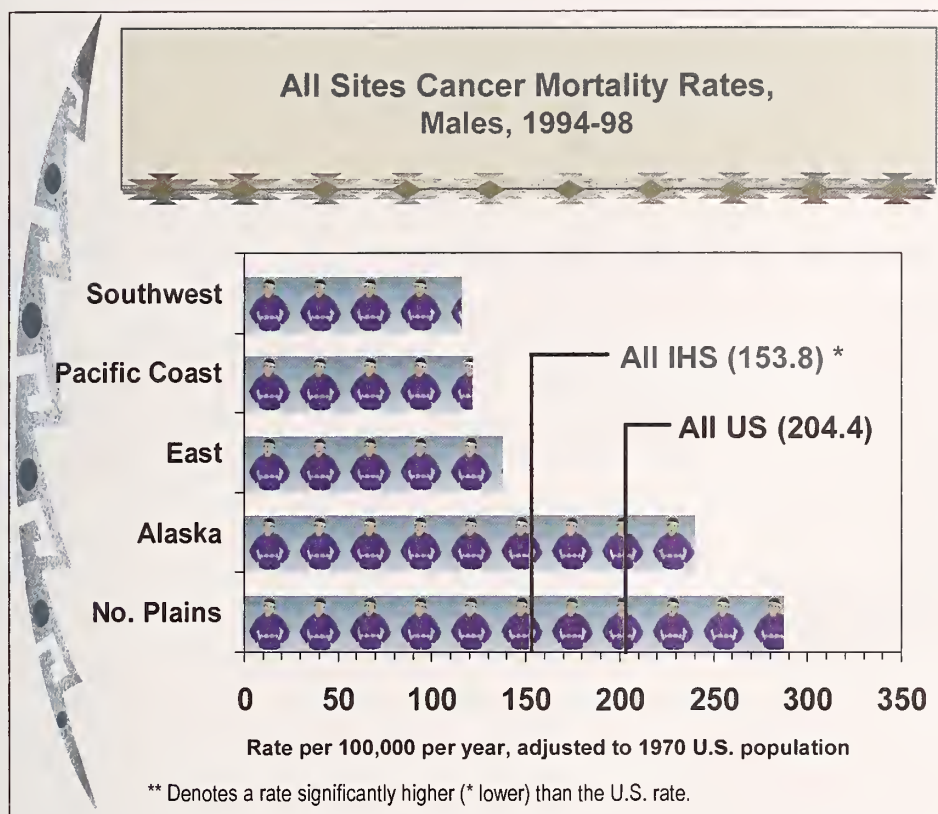 All Sites Cancer Mortality Rates,
Males, 1994-98
Southwest
Pacific Coast
East
Alaska
No. Plains
All IHS (153.8) *
All US (204.4)
0 50 100 150 200 250 300 350
Rate per 100,000 per year, adjusted to 1970 U.S. population
** Denotes a rate significantly higher (* lower) than the U.S. rate.